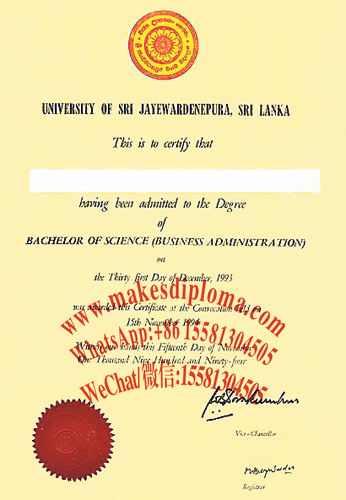 UNIVERSITY OF SRI JAYEWARDENEPURA, SRI LANKA
This is to certify that
having been admitted to the Degree
of
BACHELOR OF SCIENCE (BUSINESS ADMINISTRATION)
on
the Thirty first Day of December, 1993
www.makesdiploma.com
was awarded this Certificate at the Convocation held on
15th November 1994
WhatsApp:+86 15581304505
Witness our Hands this Fifteenth Day of November
One Thousand Nine Hundred and Ninety-four
WeChat/微信:15581304505
Vice-Chancellor
Registrar